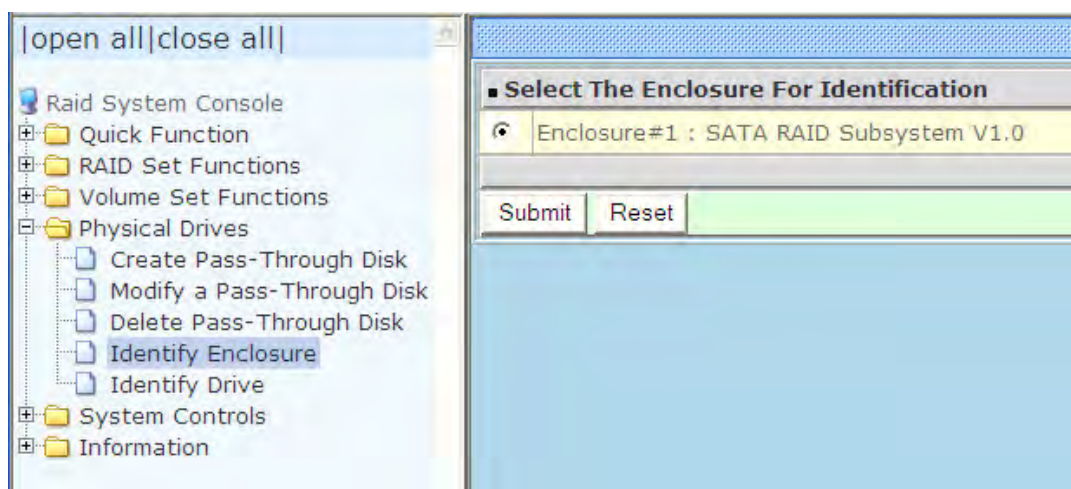 |open all|close all|
Raid System Console
Quick Function
RAID Set Functions
Volume Set Functions
Physical Drives
Create Pass-Through Disk
Modify a Pass-Through Disk
Delete Pass-Through Disk
Identify Enclosure
Identify Drive
System Controls
Information
Select The Enclosure For Identification
Enclosure#1 : SATA RAID Subsystem V1.0
Submit Reset